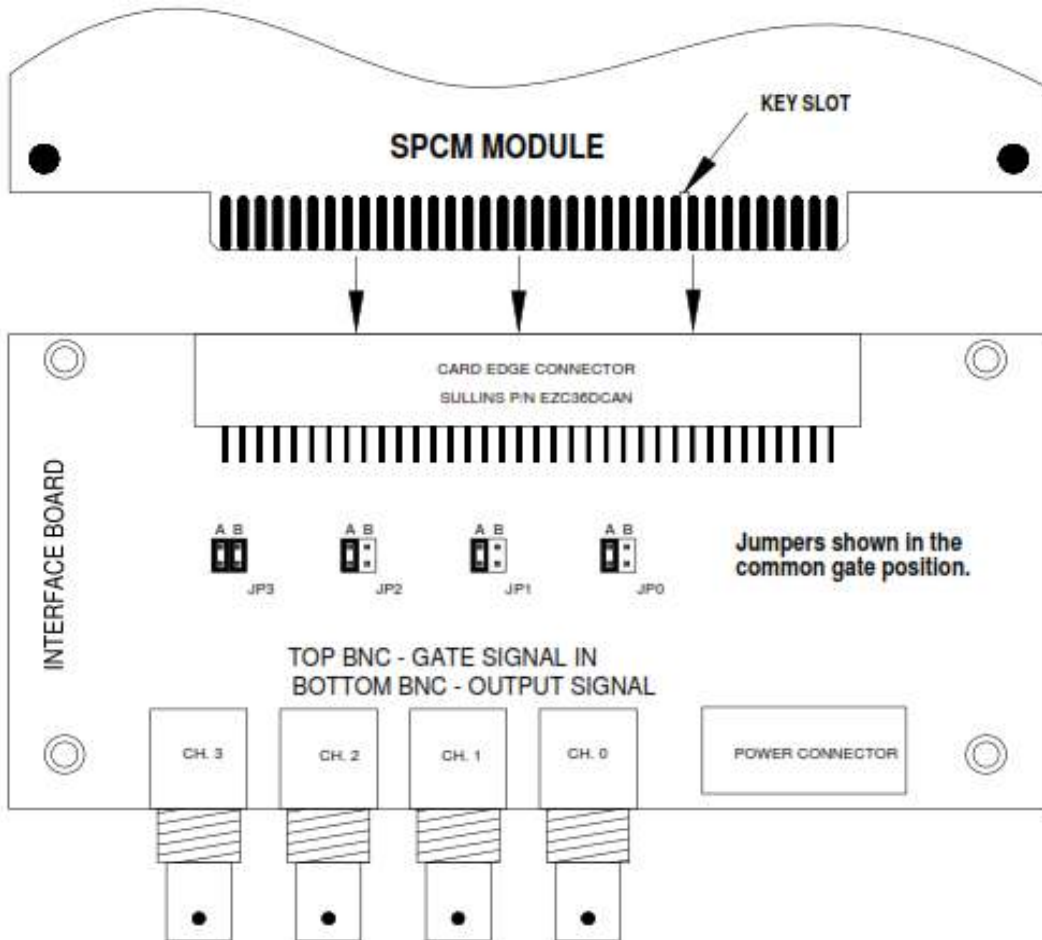 KEY SLOT
SPCM MODULE
CARD EDGE CONNECTOR
SULLINS P/N EZC36DCAN
INTERFACE BOARD
A B
A B
A B
A B
JP3
JP2
JP1
JP0
Jumpers shown in the
common gate position.
TOP BNC - GATE SIGNAL IN
BOTTOM BNC - OUTPUT SIGNAL
CH. 3
CH. 2
CH. 1
CH. 0
POWER CONNECTOR